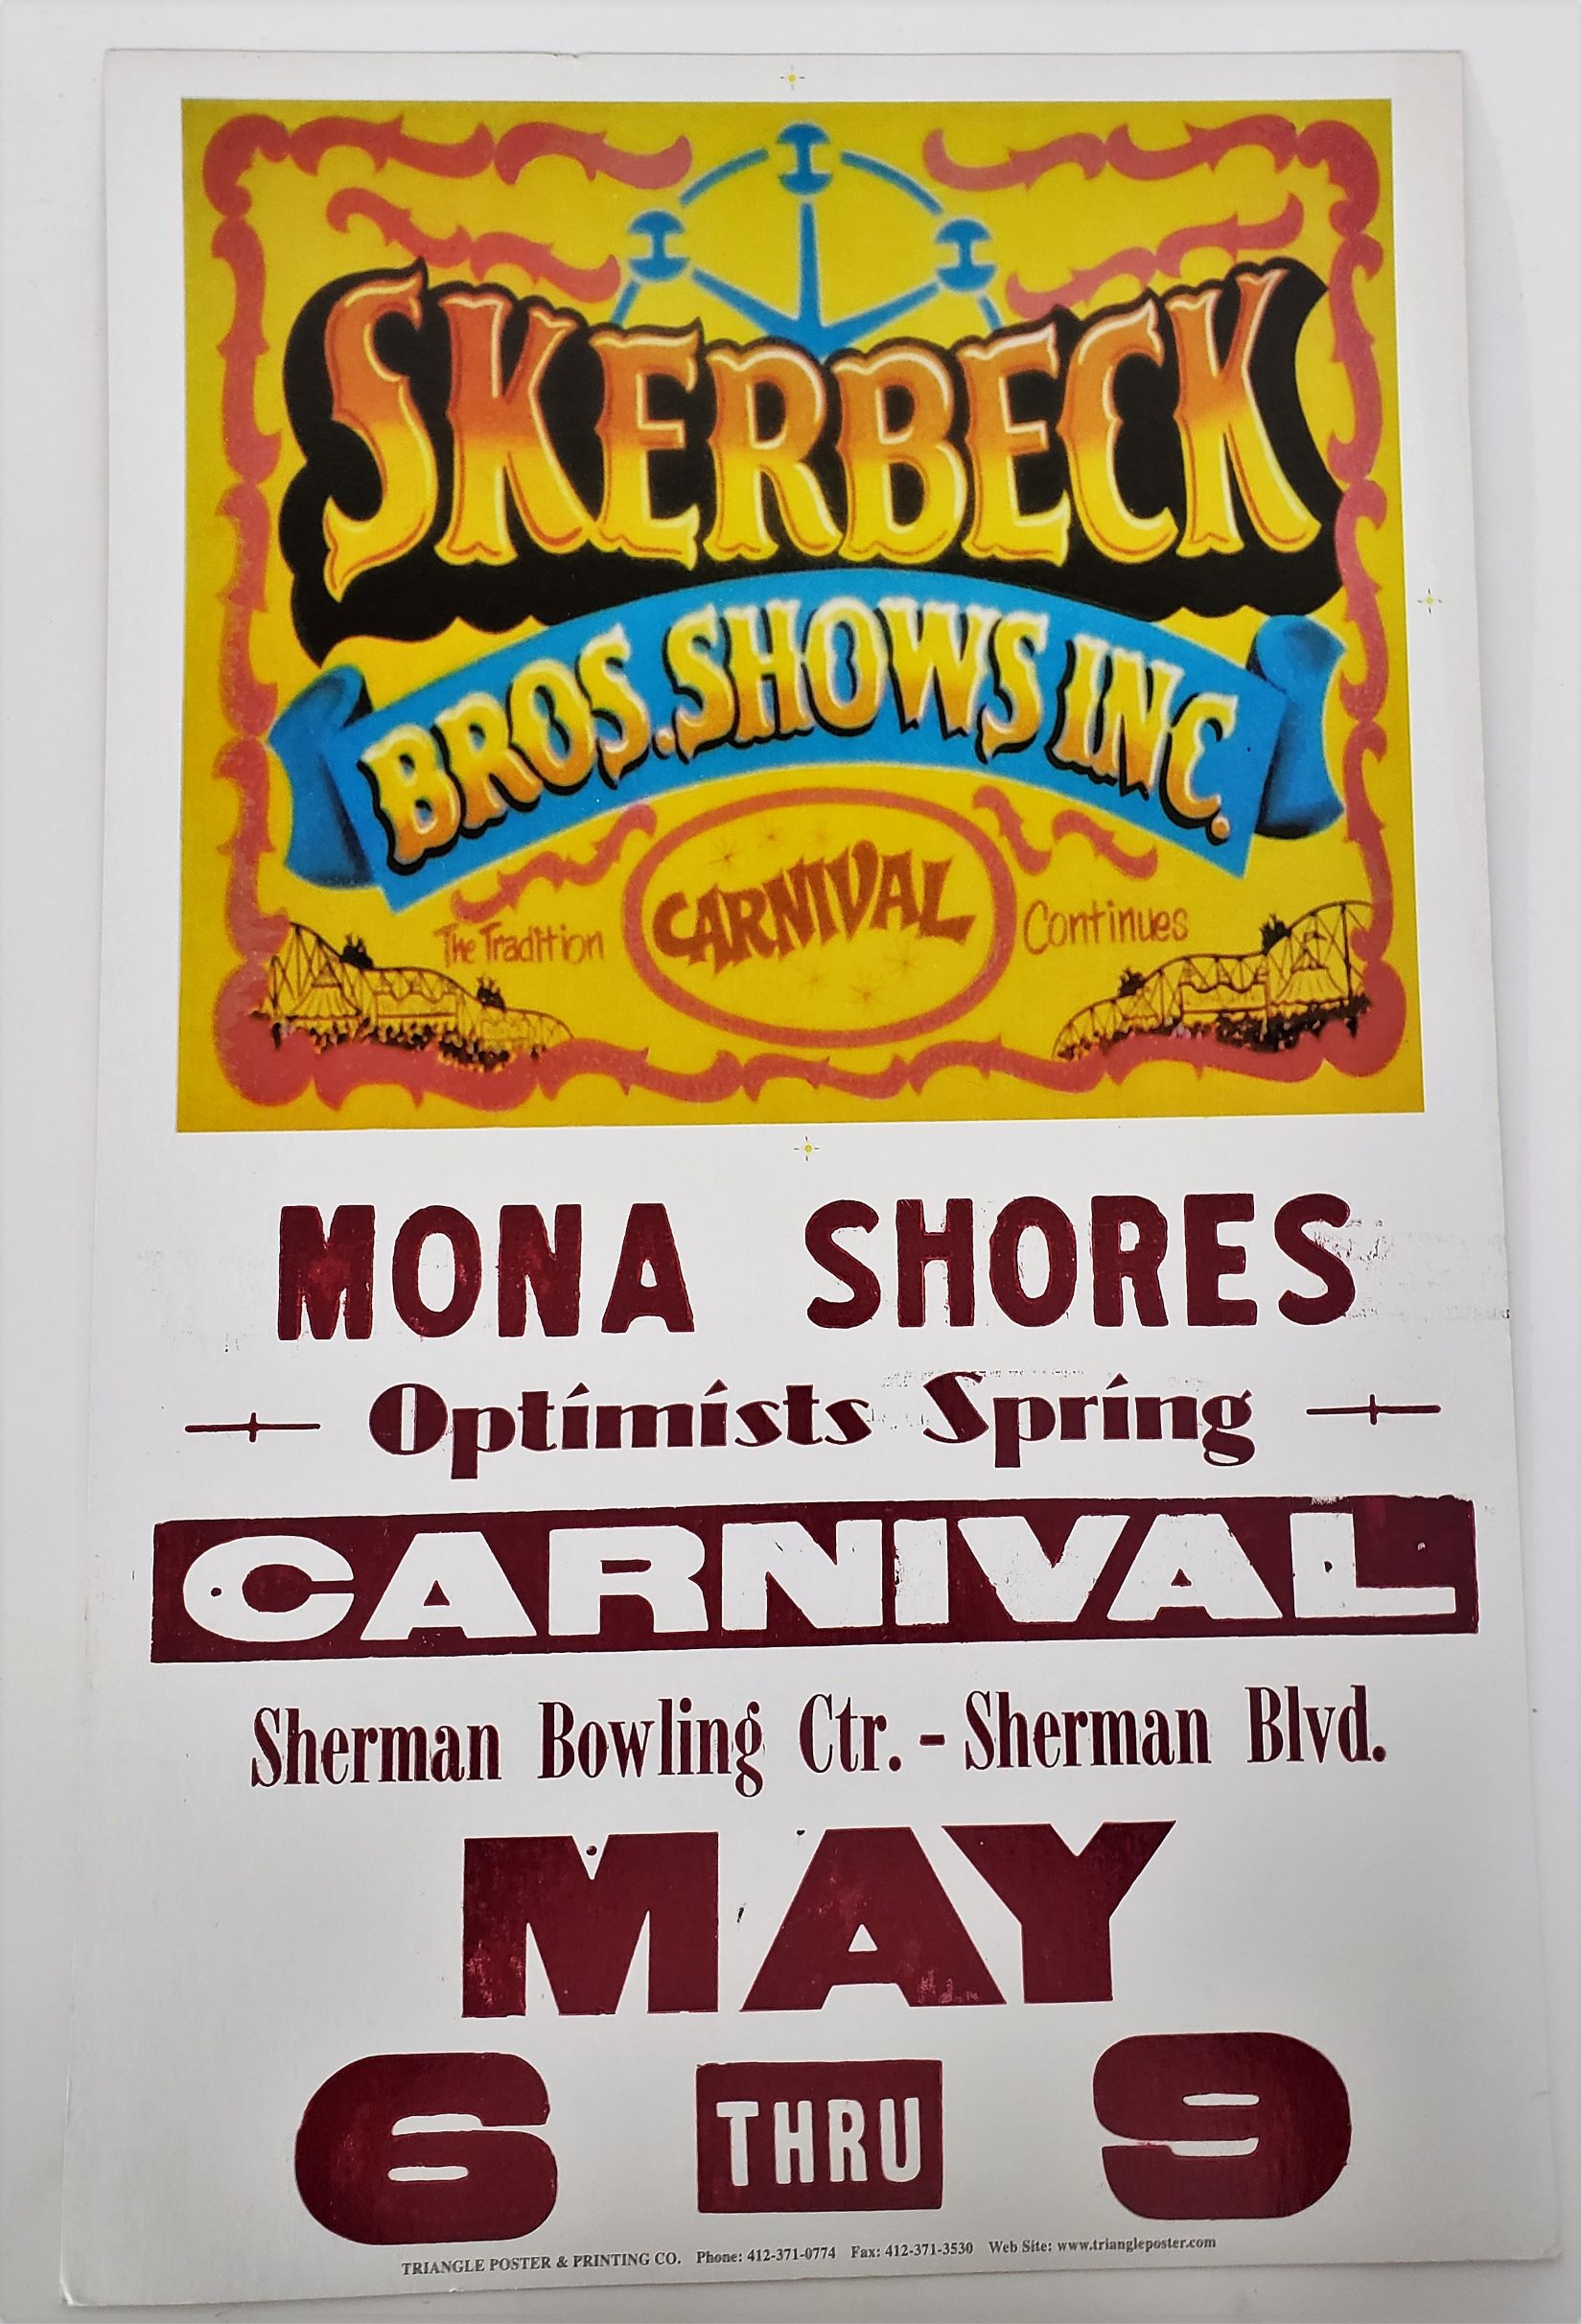 SKERBECK
BROS. SHOWS INC.
The Tradition CARNIVAL Continues
MONA SHORES
Optimists Spring
CARNIVAL
Sherman Bowling Ctr. - Sherman Blvd.
MAY
6 THRU 9
TRIANGLE POSTER & PRINTING CO. Phone: 412-371-0774 Fax: 412-371-3530 Web Site: www.triangleposter.com